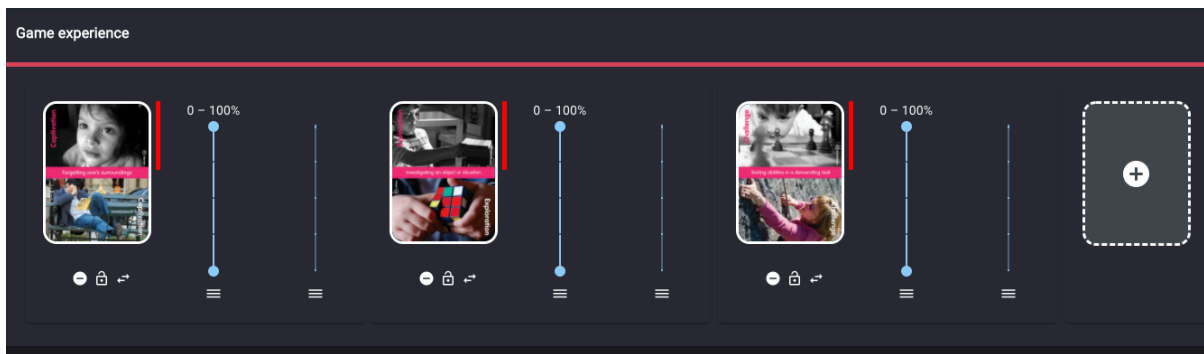 Game experience
0 – 100%
0 – 100%
0 – 100%
Captivation
Forgetting one's surroundings
Investigating an object or situation
Exploration
Challenge
Testing abilities in a demanding task
Challenge